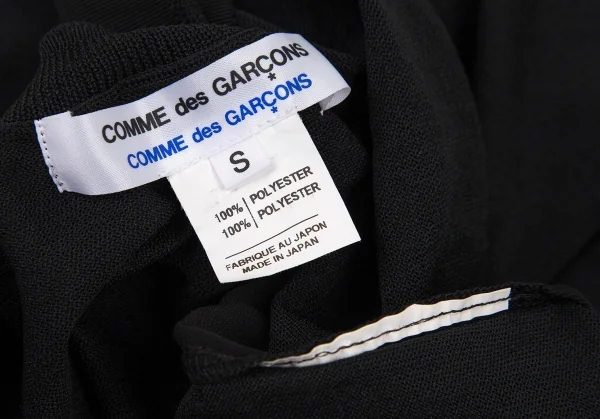 COMME des GARÇONS
COMME des GARÇONS
S
100% | POLYESTER
100% | POLYESTER
FABRIQUE AU JAPON
MADE IN JAPAN